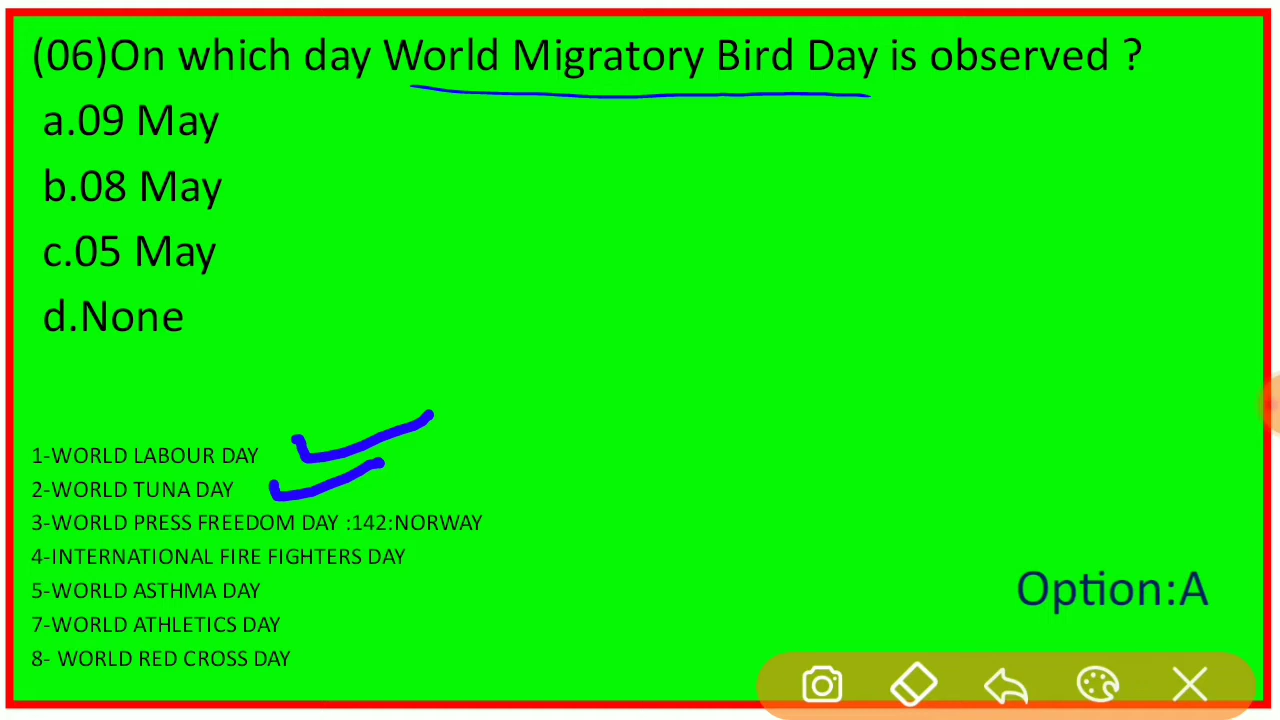 (06)On which day World Migratory Bird Day is observed ?
a.09 May
b.08 May
c.05 May
d.None
1-WORLD LABOUR DAY
2-WORLD TUNA DAY
3-WORLD PRESS FREEDOM DAY :142:NORWAY
4-INTERNATIONAL FIRE FIGHTERS DAY
5-WORLD ASTHMA DAY
7-WORLD ATHLETICS DAY
8- WORLD RED CROSS DAY
Option:A